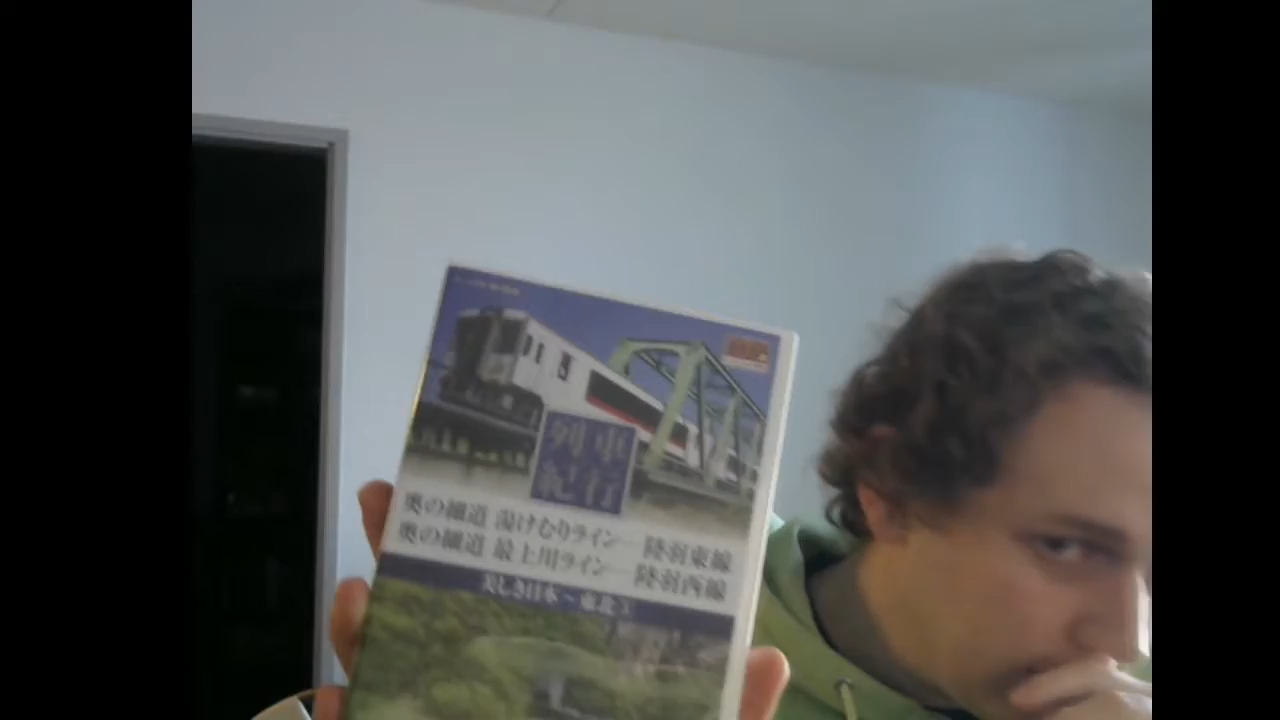 列車
紀行
奥の細道 湯けむりライン 陸羽東線
奥の細道 最上川ライン 陸羽西線
美しき日本~東北